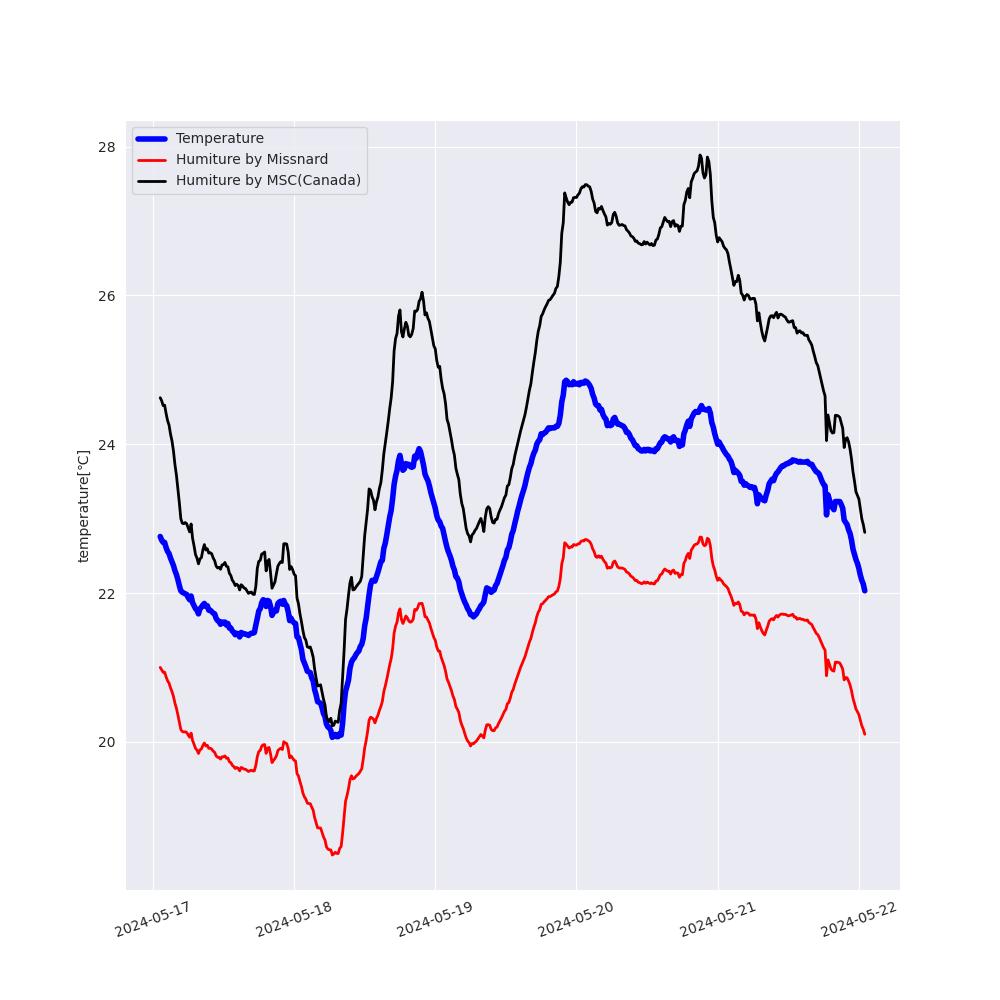 Temperature
Humiture by Missnard
Humiture by MSC(Canada)
28
26
24
22
20
temperature[℃]
2024-05-17
2024-05-18
2024-05-19
2024-05-20
2024-05-21
2024-05-22